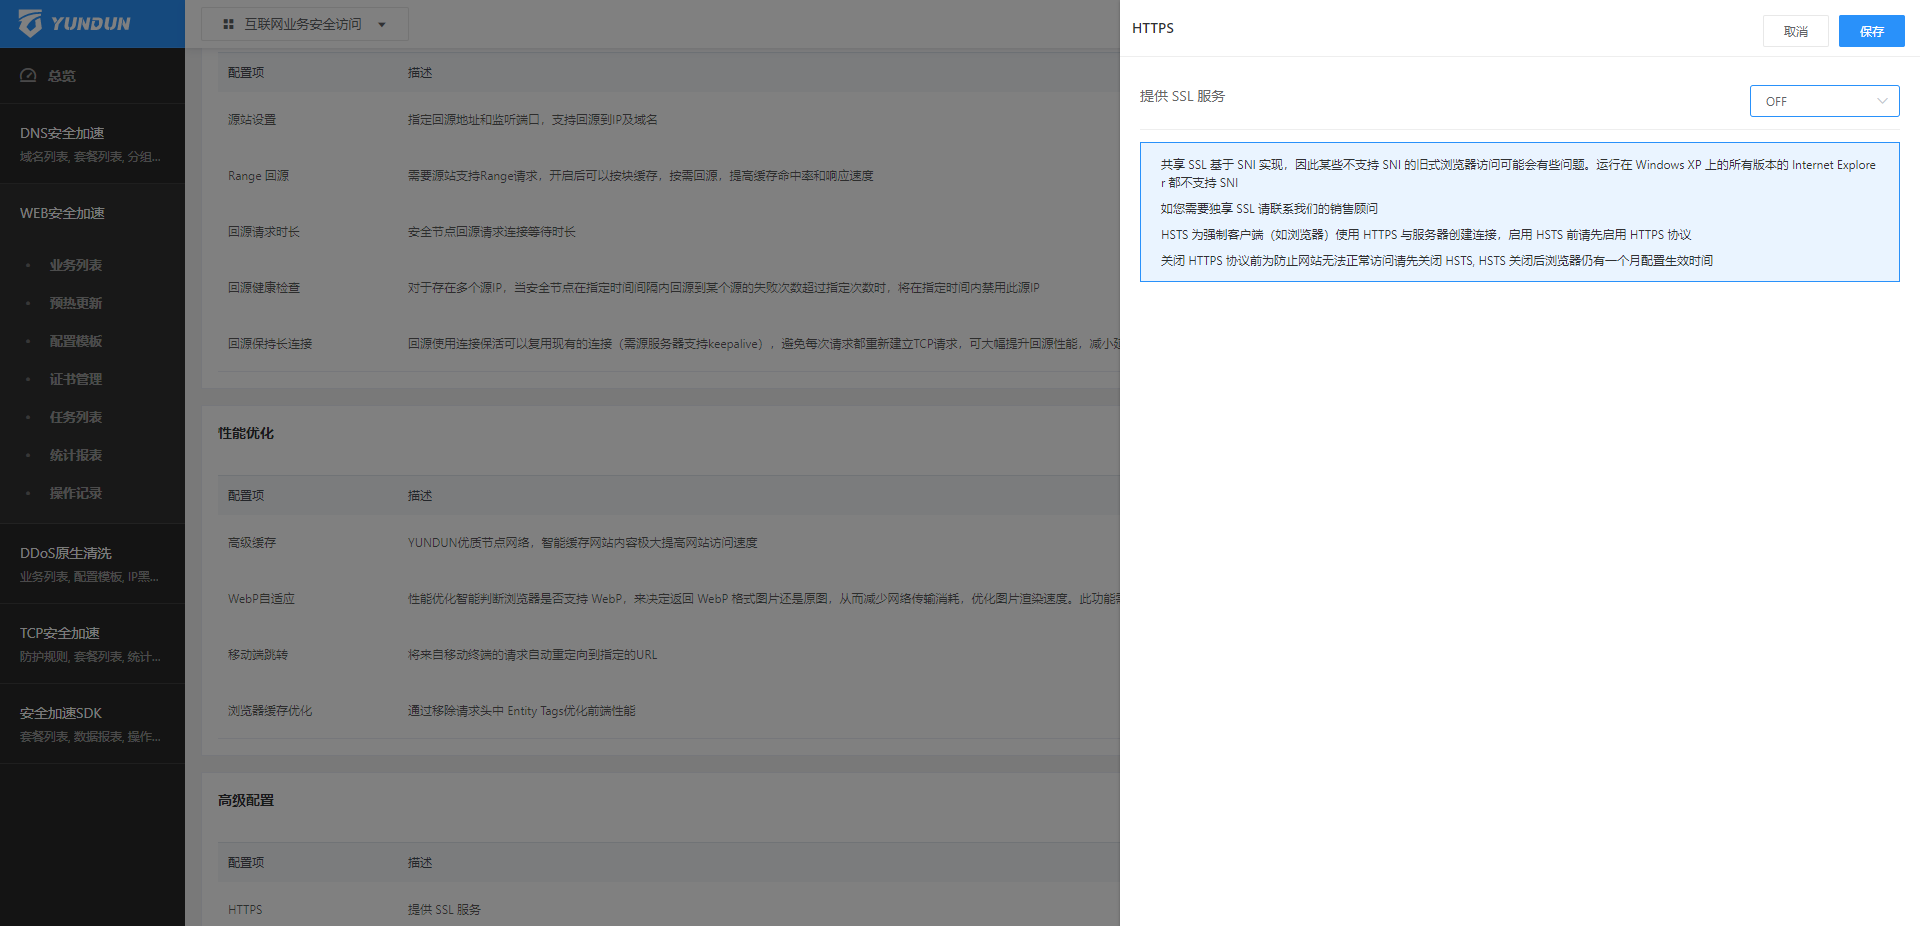 YUNDUN
互联网业务安全访问
总览
DNS安全加速
域名列表, 套餐列表, 分组...
WEB安全加速
业务列表
预热更新
配置模板
证书管理
任务列表
统计报表
操作记录
DDoS原生清洗
业务列表, 配置模板, IP黑...
TCP安全加速
防护规则, 套餐列表, 统计...
安全加速SDK
套餐列表, 数据报表, 操作...
配置项 描述
源站设置 指定回源地址和监听端口，支持回源到IP及域名
Range 回源 需要源站支持Range请求，开启后可以按块缓存，按需回源，提高缓存命中率和响应速度
回源请求时长 安全节点回源请求连接等待时长
回源健康检查 对于存在多个源IP，当安全节点在指定时间间隔内回源到某个源的失败次数超过指定次数时，将在指定时间内禁用此源IP
回源保持长连接 回源使用连接保活可以复用现有的连接（需源服务器支持keepalive），避免每次请求都重新建立TCP请求，可大幅提升回源性能，减小
性能优化
配置项 描述
高级缓存 YUNDUN优质节点网络，智能缓存网站内容极大提高网站访问速度
WebP自适应 性能优化智能判断浏览器是否支持 WebP，来决定返回 WebP 格式图片还是原图，从而减少网络传输消耗，优化图片渲染速度。此功能
移动端跳转 将来自移动终端的请求自动重定向到指定的URL
浏览器缓存优化 通过移除请求头中 Entity Tags优化前端性能
高级配置
配置项 描述
HTTPS 提供 SSL 服务
HTTPS
取消 保存
提供 SSL 服务
OFF
共享 SSL 基于 SNI 实现，因此某些不支持 SNI 的旧式浏览器访问可能会有些问题。运行在 Windows XP 上的所有版本的 Internet Explore
r 都不支持 SNI
如您需要独享 SSL 请联系我们的销售顾问
HSTS 为强制客户端（如浏览器）使用 HTTPS 与服务器创建连接，启用 HSTS 前请先启用 HTTPS 协议
关闭 HTTPS 协议前为防止网站无法正常访问请先关闭 HSTS, HSTS 关闭后浏览器仍有一个月配置生效时间